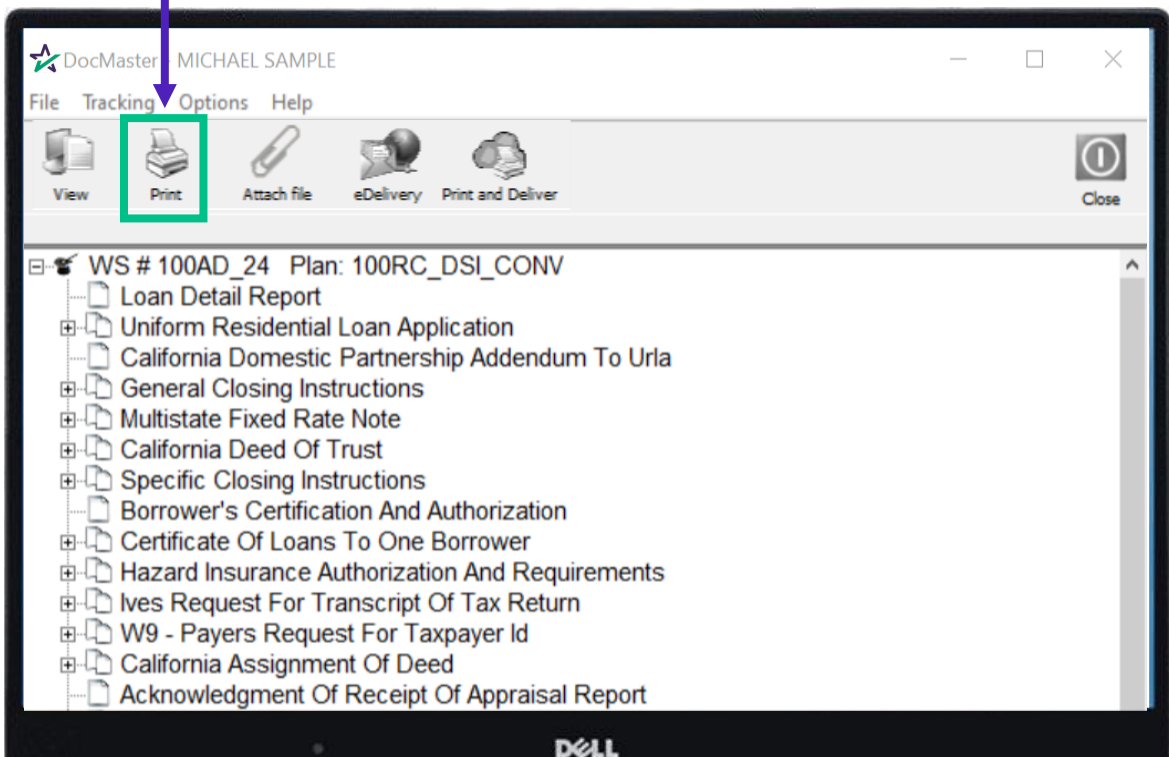 DocMaster - MICHAEL SAMPLE
File Tracking Options Help
View Print Attach file eDelivery Print and Deliver Close
WS # 100AD_24 Plan: 100RC_DSI_CONV
Loan Detail Report
Uniform Residential Loan Application
California Domestic Partnership Addendum To Urla
General Closing Instructions
Multistate Fixed Rate Note
California Deed Of Trust
Specific Closing Instructions
Borrower's Certification And Authorization
Certificate Of Loans To One Borrower
Hazard Insurance Authorization And Requirements
Ives Request For Transcript Of Tax Return
W9 - Payers Request For Taxpayer Id
California Assignment Of Deed
Acknowledgment Of Receipt Of Appraisal Report
DELL